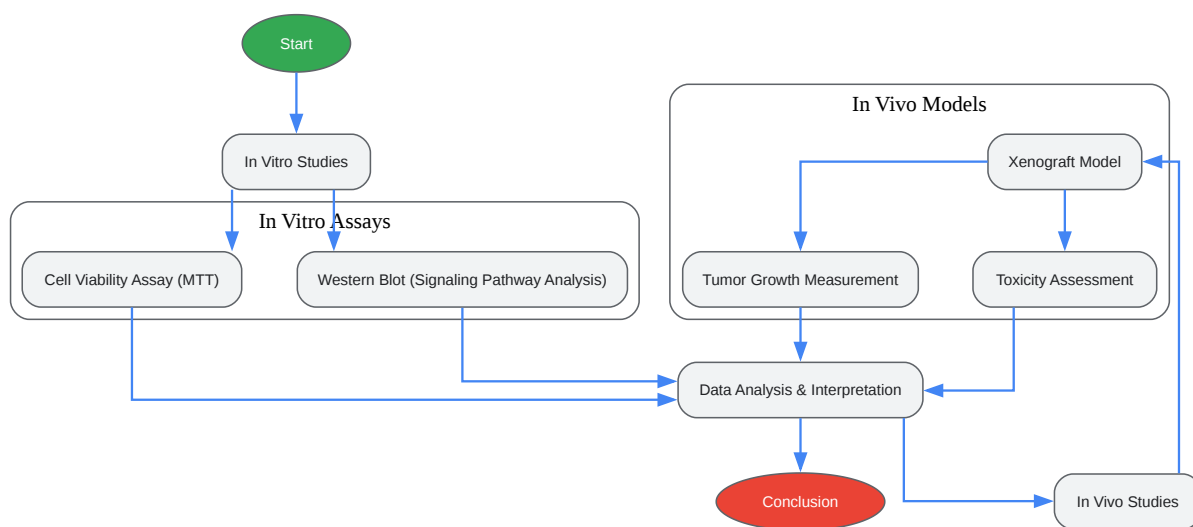 Start
In Vivo Models
In Vitro Studies
Xenograft Model
In Vitro Assays
Cell Viability Assay (MTT)
Western Blot (Signaling Pathway Analysis)
Tumor Growth Measurement
Toxicity Assessment
Data Analysis & Interpretation
Conclusion
In Vivo Studies